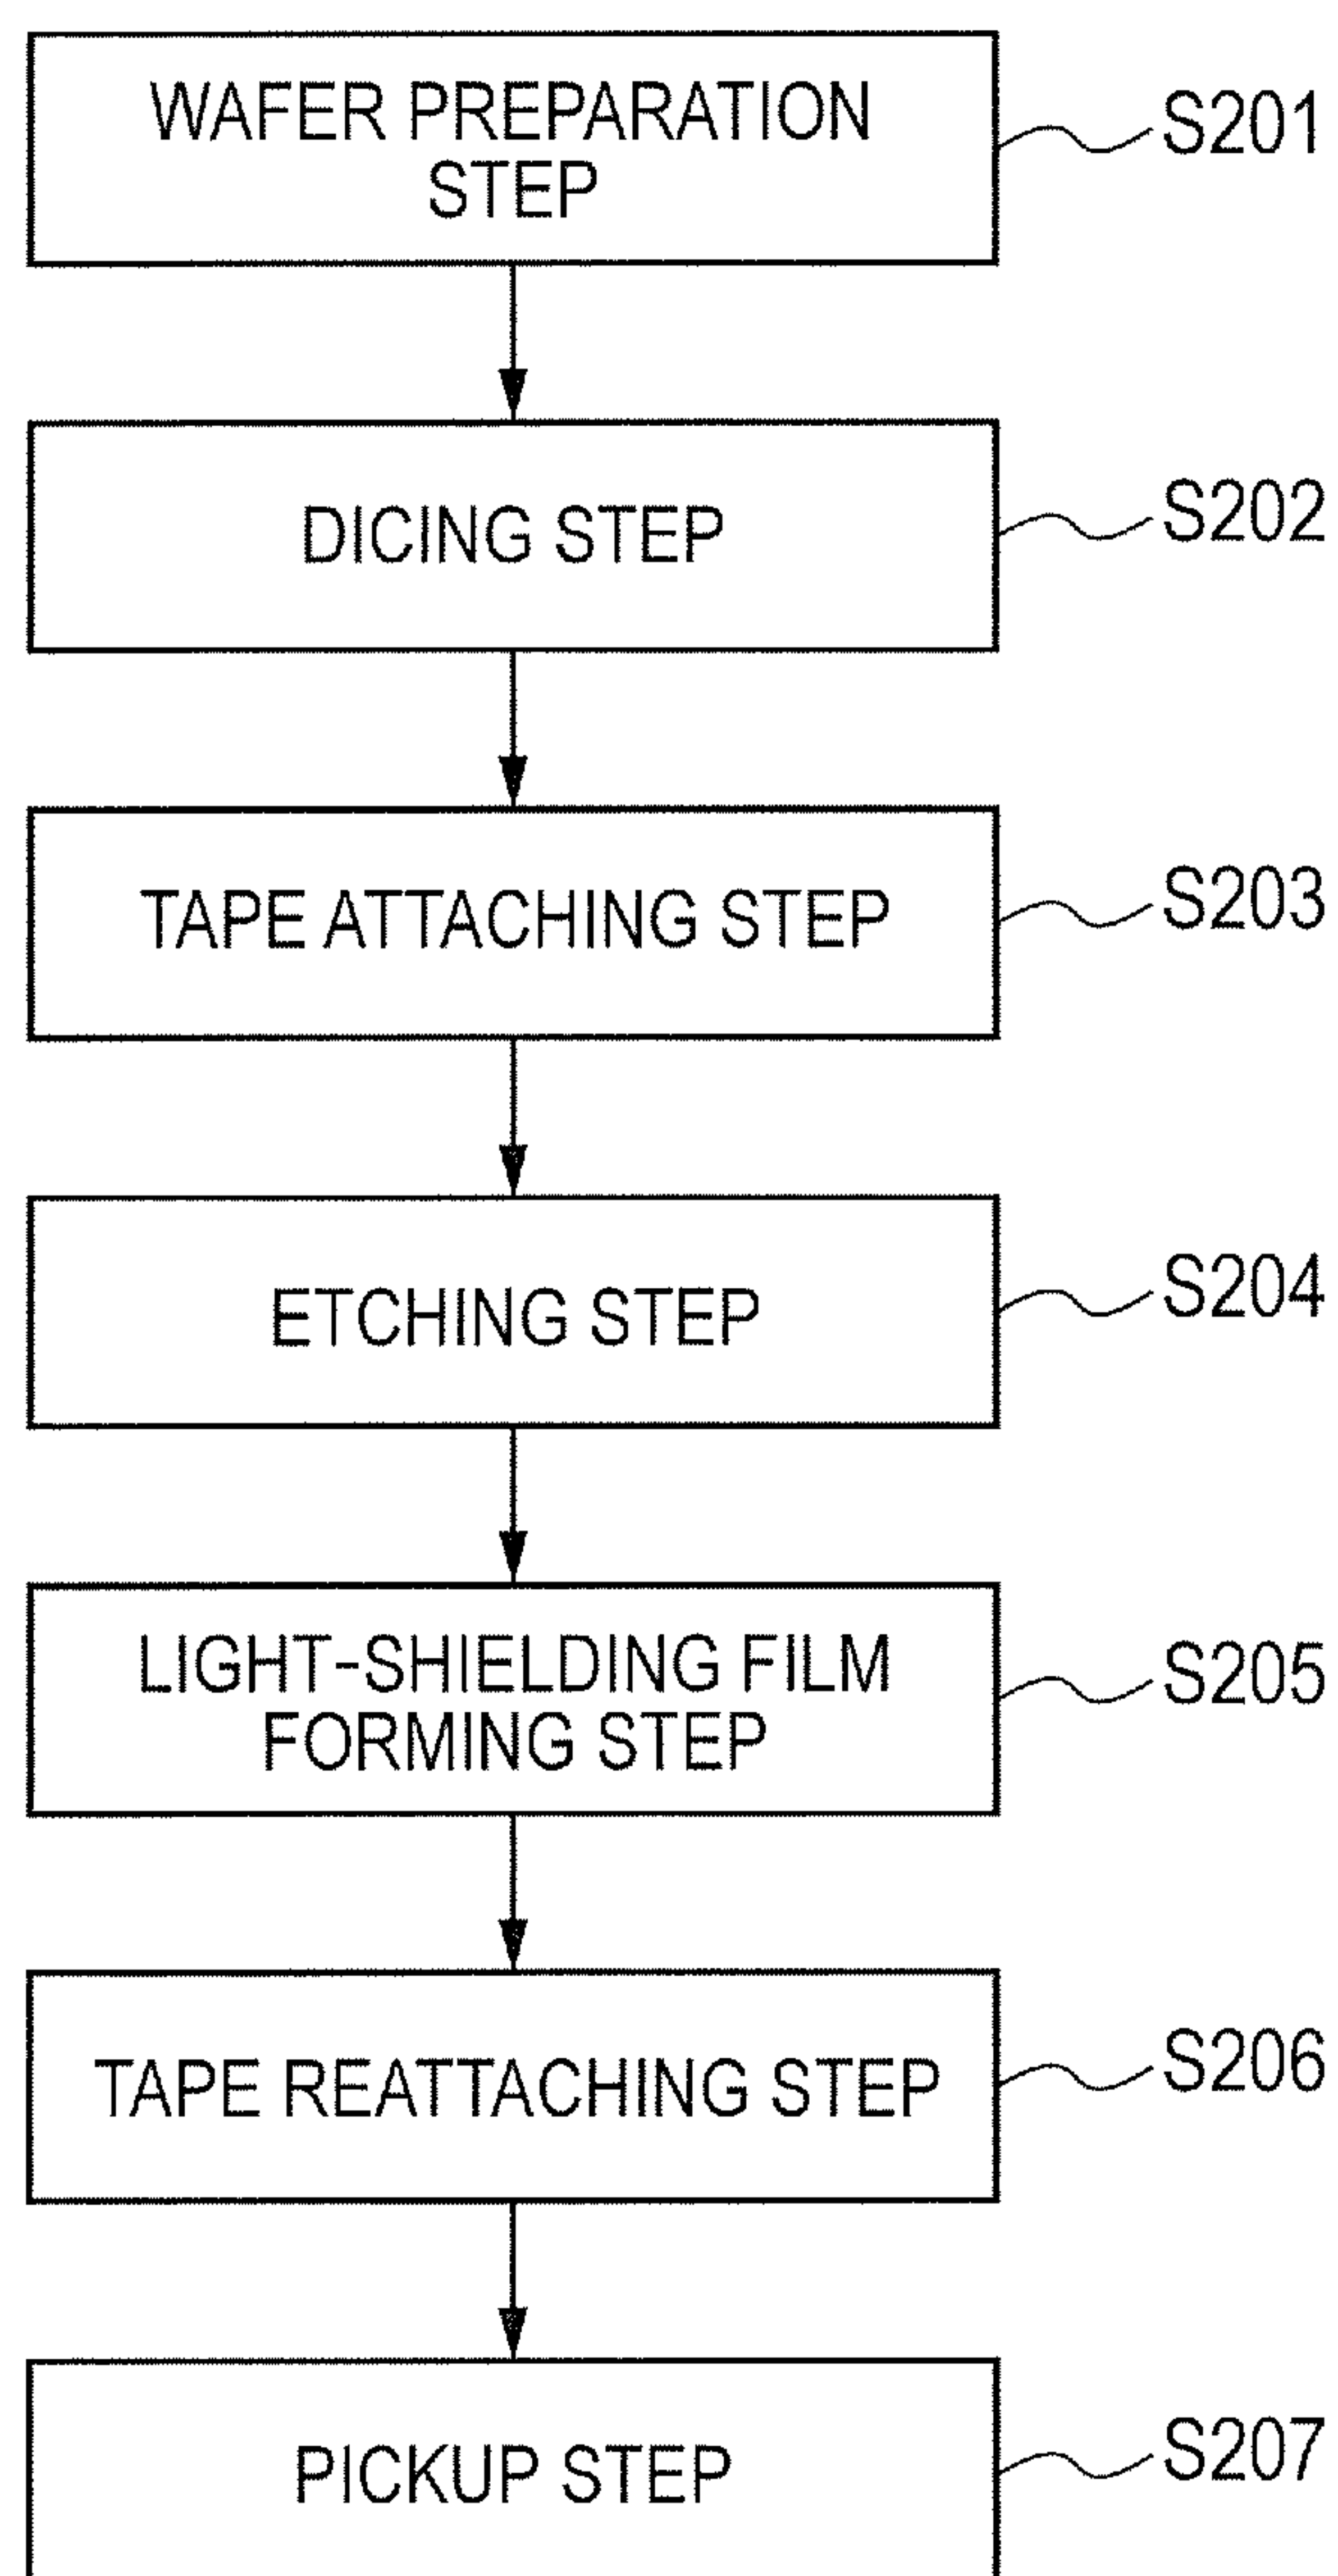 WAFER PREPARATION
STEP
S201
DICING STEP
S202
TAPE ATTACHING STEP
S203
ETCHING STEP
S204
LIGHT-SHIELDING FILM
FORMING STEP
S205
TAPE REATTACHING STEP
S206
PICKUP STEP
S207